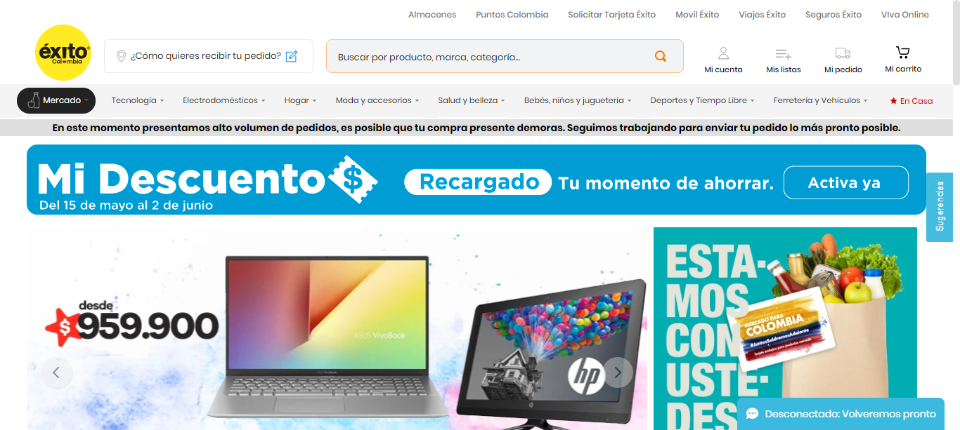 Almacenes Puntos Colombia Solicitar Tarjeta Éxito Movil Éxito Viajes Éxito Seguros Éxito VIva Online
éxito
Colombia
¿Cómo quieres recibir tu pedido?
Buscar por producto, marca, categoría...
Mi cuenta Mis listas Mi pedido Mi carrito
Mercado Tecnología Electrodomésticos Hogar Moda y accesorios Salud y belleza Bebés, niños y juguetería Deportes y Tiempo Libre Ferretería y Vehículos En Casa
En este momento presentamos alto volumen de pedidos, es posible que tu compra presente demoras. Seguimos trabajando para enviar tu pedido lo más pronto posible.
Mi Descuento $
Del 15 de mayo al 2 de junio
Recargado Tu momento de ahorrar. Activa ya
Sugerencias
desde
$959.900
VivoBook
hp
ESTA-
MOS
CON
USTE-
DES
MERCADO PARA
COLOMBIA
Desconectado: Volveremos pronto